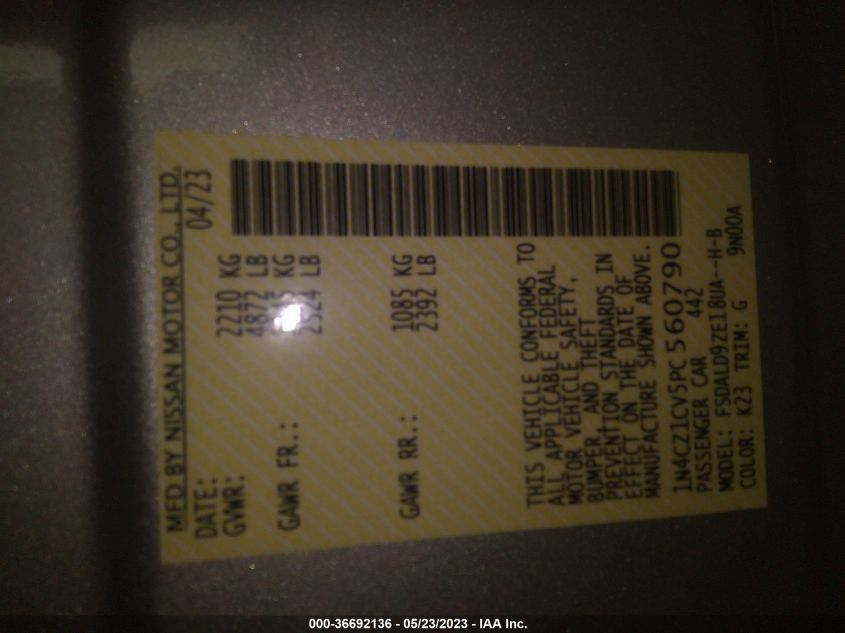 MFD BY NISSAN MOTOR CO., LTD.
DATE: 04/23
GVWR: 2210 KG
4872 LB
GAWR FR.: KG
2524 LB
GAWR RR.: 1085 KG
2392 LB
THIS VEHICLE CONFORMS TO
ALL APPLICABLE FEDERAL
MOTOR VEHICLE SAFETY,
BUMPER, AND THEFT
PREVENTION STANDARDS IN
EFFECT ON THE DATE OF
MANUFACTURE SHOWN ABOVE.
1N4CZ1CV5PC560790
PASSENGER CAR 442
MODEL: FSDALD9ZE18UA--H-B
COLOR: K23 TRIM: G 9N00A
000-36692136 - 05/23/2023 - IAA Inc.